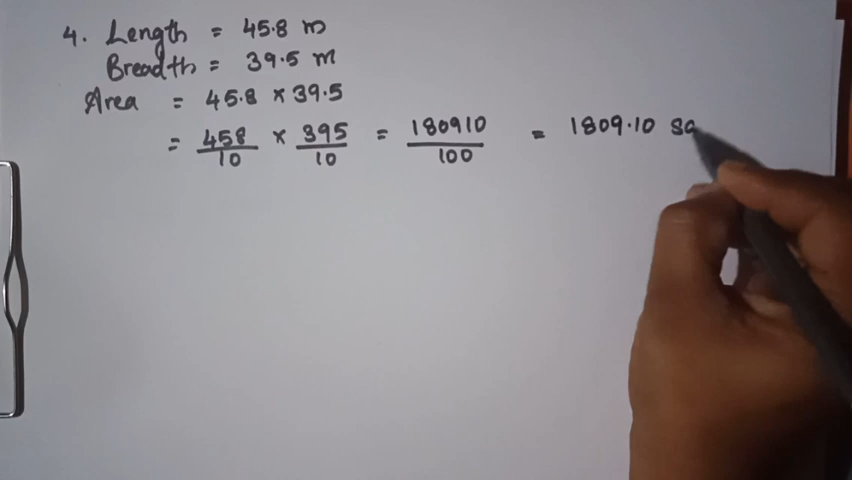 4. Length = 45.8 m
Breadth = 39.5 m
Area = 45.8 × 39.5
= 458/10 × 395/10 = 180910/100 = 1809.10 sq